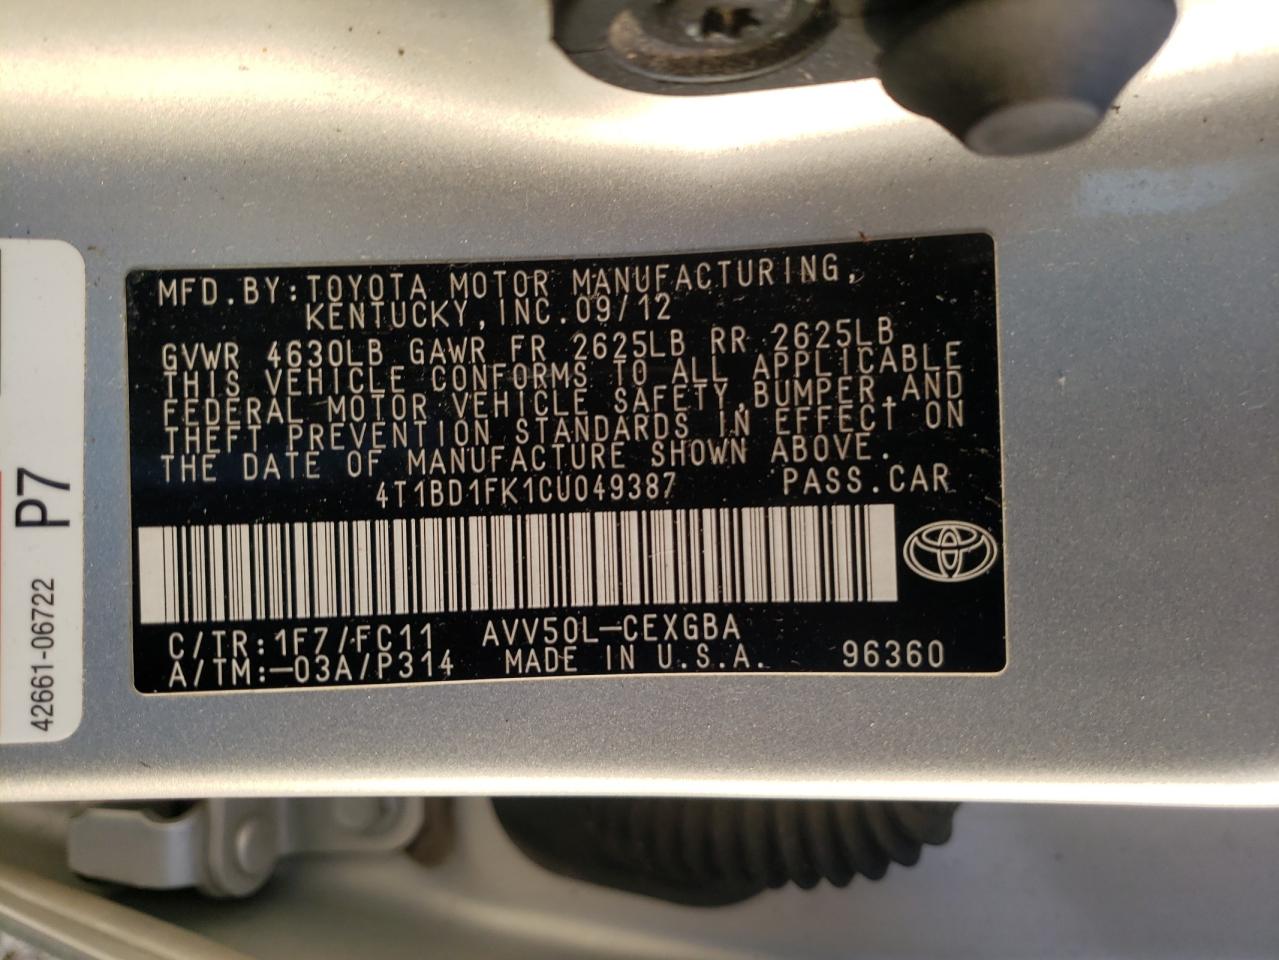 MFD.BY:TOYOTA MOTOR MANUFACTURING,
KENTUCKY,INC.09/12
GVWR 4630LB GAWR FR 2625LB RR 2625LB
THIS VEHICLE CONFORMS TO ALL APPLICABLE
FEDERAL MOTOR VEHICLE SAFETY,BUMPER,AND
THEFT PREVENTION STANDARDS IN EFFECT ON
THE DATE OF MANUFACTURE SHOWN ABOVE.
4T1BD1FK1CU049387 PASS.CAR
C/TR:1F7/FC11 AVV50L-CEXGBA
A/TM:-03A/P314 MADE IN U.S.A. 96360
P7
42661-06722